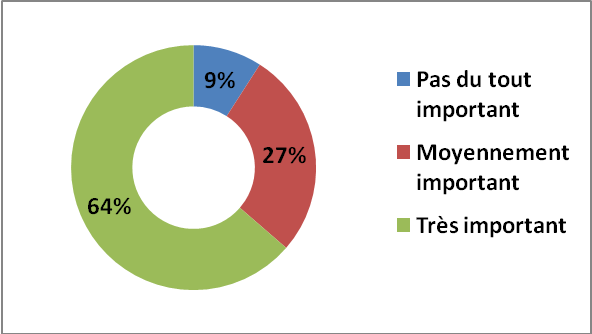 9%
27%
64%
Pas du tout
important
Moyennement
important
Très important